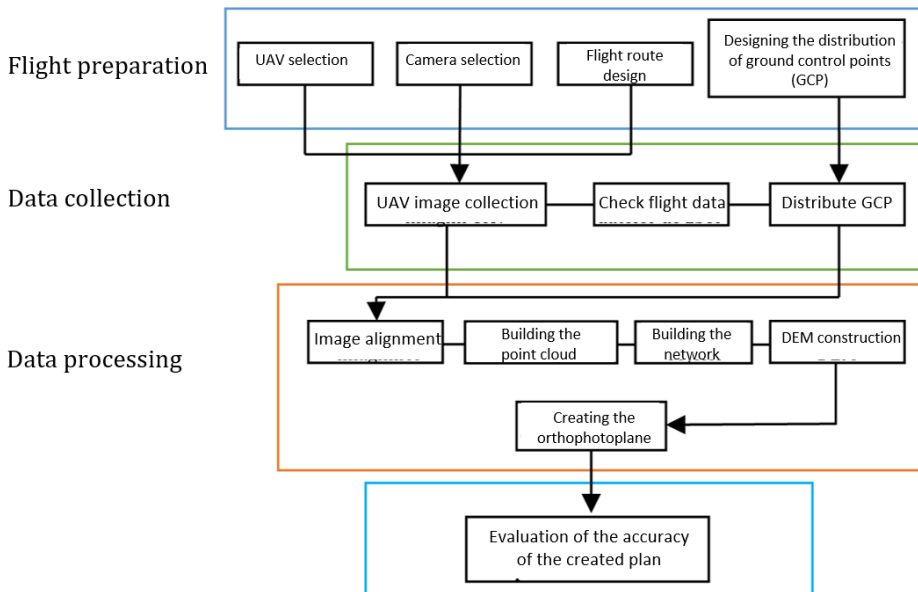 Flight preparation
UAV selection
Camera selection
Flight route
design
Designing the distribution
of ground control points
(GCP)
Data collection
UAV image collection
Check flight data
Distribute GCP
Data processing
Image alignment
Building the
point cloud
Building the
network
DEM construction
Creating the
orthophotoplane
Evaluation of the accuracy
of the created plan